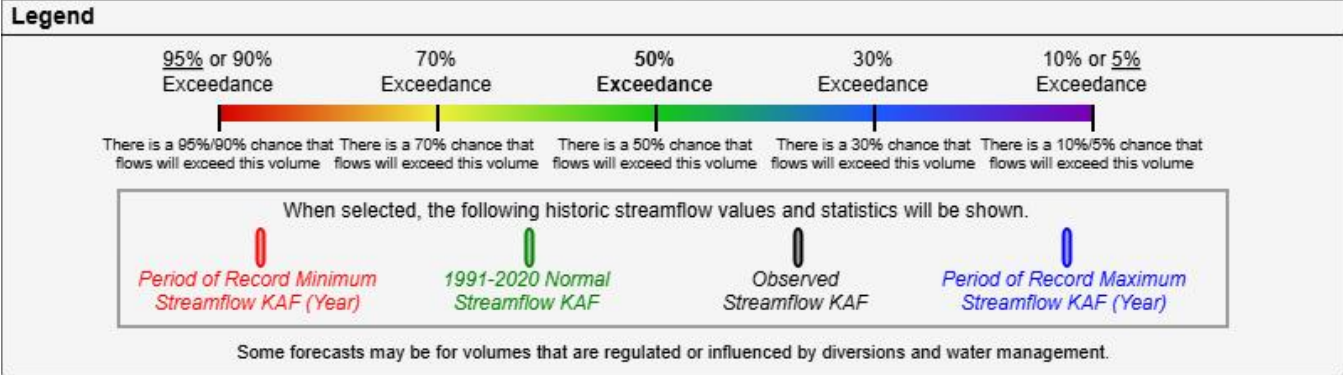 Legend
95% or 90%
Exceedance
70%
Exceedance
50%
Exceedance
30%
Exceedance
10% or 5%
Exceedance
There is a 95%/90% chance that
flows will exceed this volume
There is a 70% chance that
flows will exceed this volume
There is a 50% chance that
flows will exceed this volume
There is a 30% chance that
flows will exceed this volume
There is a 10%/5% chance that
flows will exceed this volume
When selected, the following historic streamflow values and statistics will be shown.
Period of Record Minimum
Streamflow KAF (Year)
1991-2020 Normal
Streamflow KAF
Observed
Streamflow KAF
Period of Record Maximum
Streamflow KAF (Year)
Some forecasts may be for volumes that are regulated or influenced by diversions and water management.